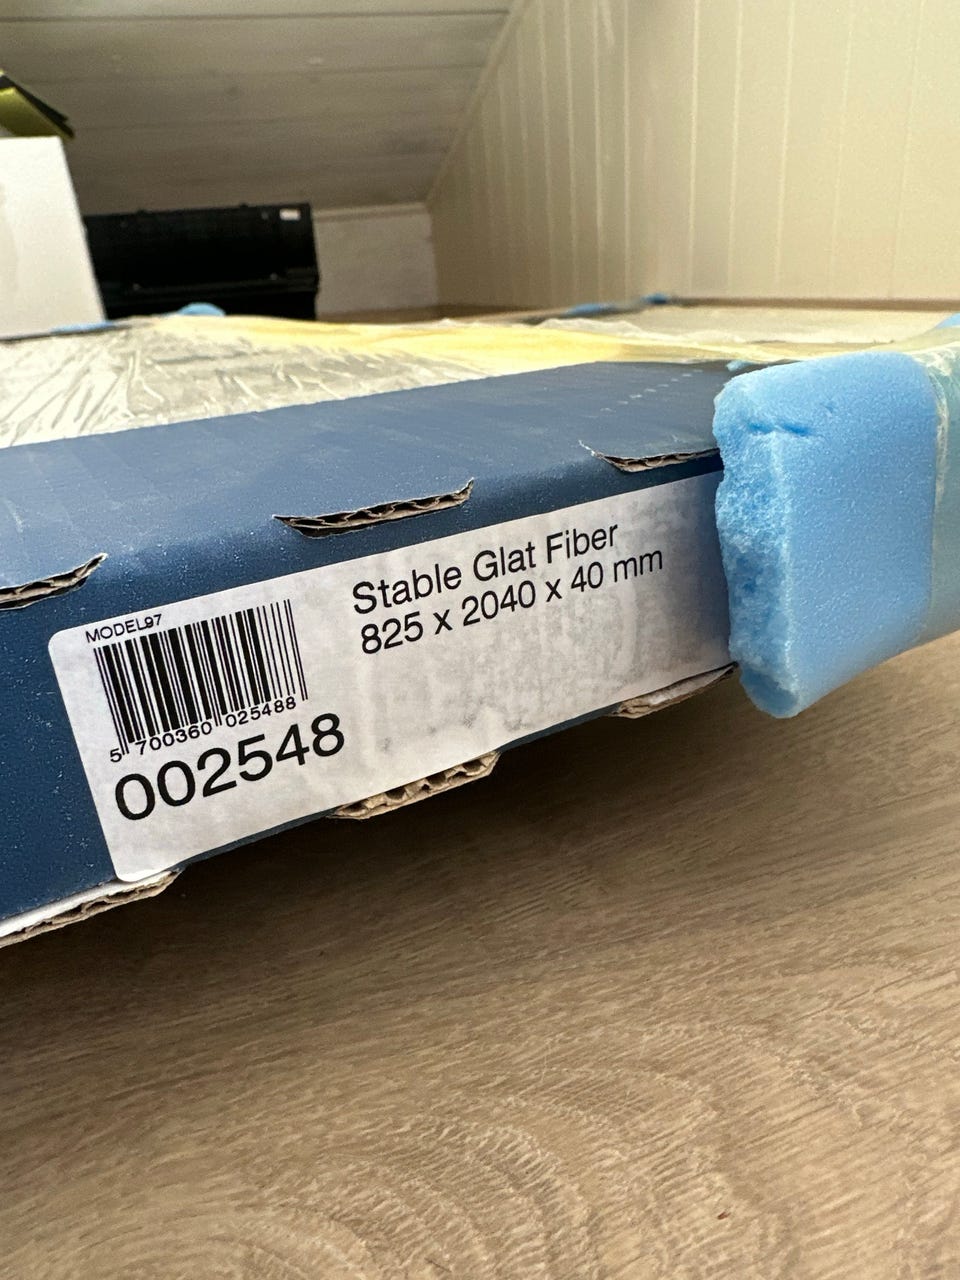 MODEL97
Stable Glat Fiber
825 x 2040 x 40 mm
5 700360 025488
002548